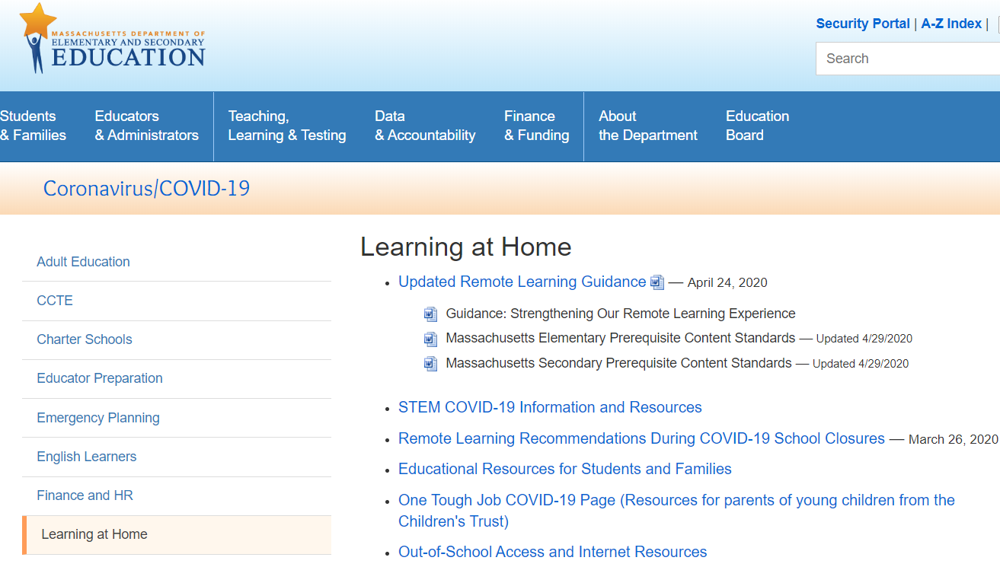 MASSACHUSETTS DEPARTMENT OF
ELEMENTARY AND SECONDARY
EDUCATION
Security Portal | A-Z Index |
Search
Students
& Families
Educators
& Administrators
Teaching,
Learning & Testing
Data
& Accountability
Finance
& Funding
About
the Department
Education
Board
Coronavirus/COVID-19
Adult Education
CCTE
Charter Schools
Educator Preparation
Emergency Planning
English Learners
Finance and HR
Learning at Home
Learning at Home
• Updated Remote Learning Guidance — April 24, 2020
Guidance: Strengthening Our Remote Learning Experience
Massachusetts Elementary Prerequisite Content Standards — Updated 4/29/2020
Massachusetts Secondary Prerequisite Content Standards — Updated 4/29/2020
• STEM COVID-19 Information and Resources
• Remote Learning Recommendations During COVID-19 School Closures — March 26, 2020
• Educational Resources for Students and Families
• One Tough Job COVID-19 Page (Resources for parents of young children from the
Children's Trust)
• Out-of-School Access and Internet Resources